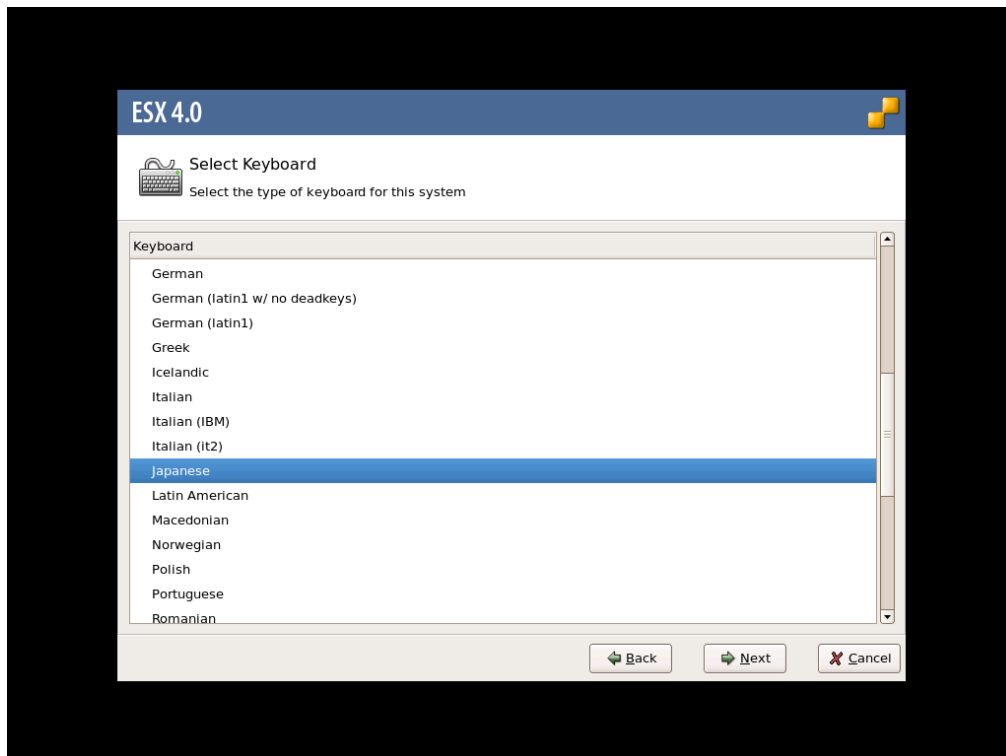 ESX 4.0
Select Keyboard
Select the type of keyboard for this system
Keyboard
German
German (latin1 w/ no deadkeys)
German (latin1)
Greek
Icelandic
Italian
Italian (IBM)
Italian (it2)
Japanese
Latin American
Macedonian
Norwegian
Polish
Portuguese
Romanian
Back Next Cancel